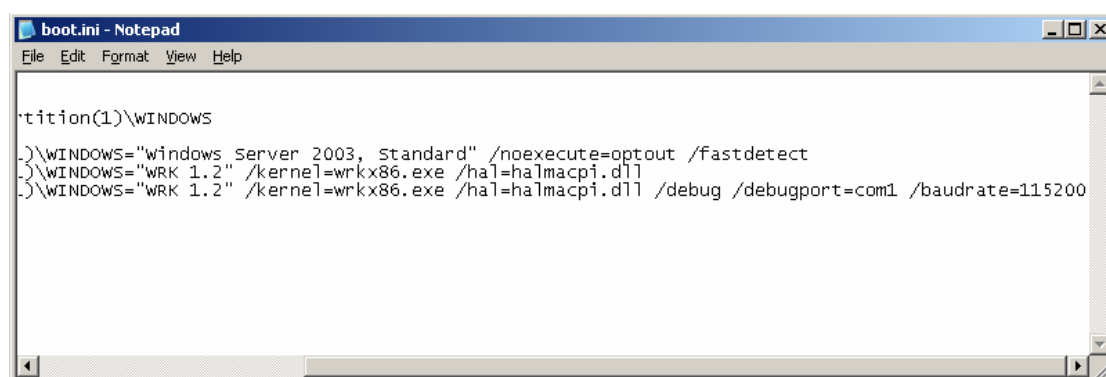 boot.ini - Notepad
File Edit Format View Help
tition(1)\WINDOWS
.)\WINDOWS="Windows Server 2003, Standard" /noexecute=optout /fastdetect
.)\WINDOWS="WRK 1.2" /kernel=wrkx86.exe /hal=halmacpi.dll
.)\WINDOWS="WRK 1.2" /kernel=wrkx86.exe /hal=halmacpi.dll /debug /debugport=com1 /baudrate=115200